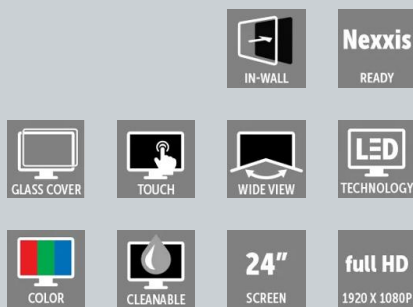 IN-WALL
Nexxis
READY
GLASS COVER
TOUCH
WIDE VIEW
LED
TECHNOLOGY
COLOR
CLEANABLE
24"
SCREEN
full HD
1920 X 1080P